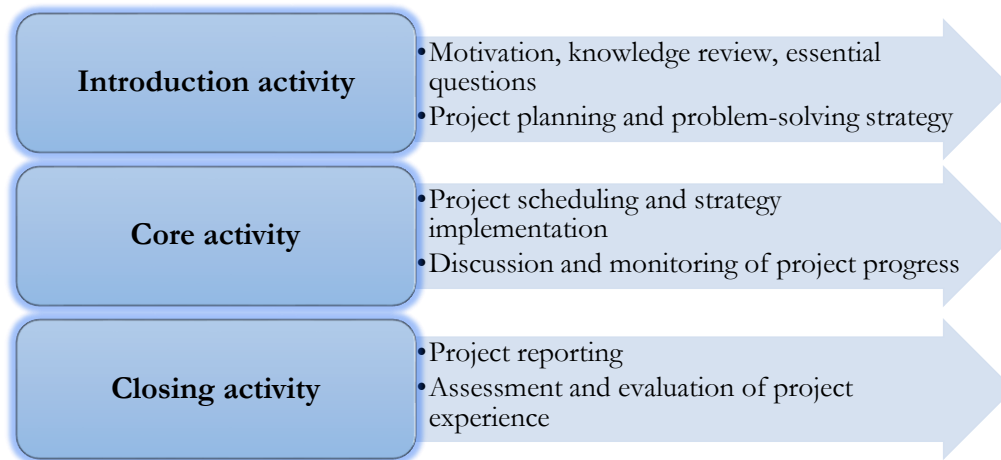 Introduction activity
•Motivation, knowledge review, essential
questions
•Project planning and problem-solving strategy
Core activity
•Project scheduling and strategy
implementation
•Discussion and monitoring of project progress
Closing activity
•Project reporting
•Assessment and evaluation of project
experience